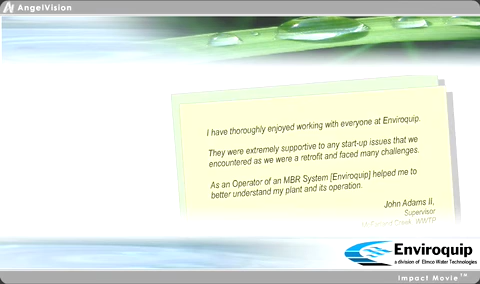 AngelVision
I have thoroughly enjoyed working with everyone at Enviroquip.
They were extremely supportive to any start-up issues that we
encountered as we were a retrofit and faced many challenges.
As an Operator of an MBR System [Enviroquip] helped me to
better understand my plant and its operation.
John Adams II,
Supervisor
Creek, WWTP
Enviroquip
a division of Eimco Water Technologies
Impact Movie™